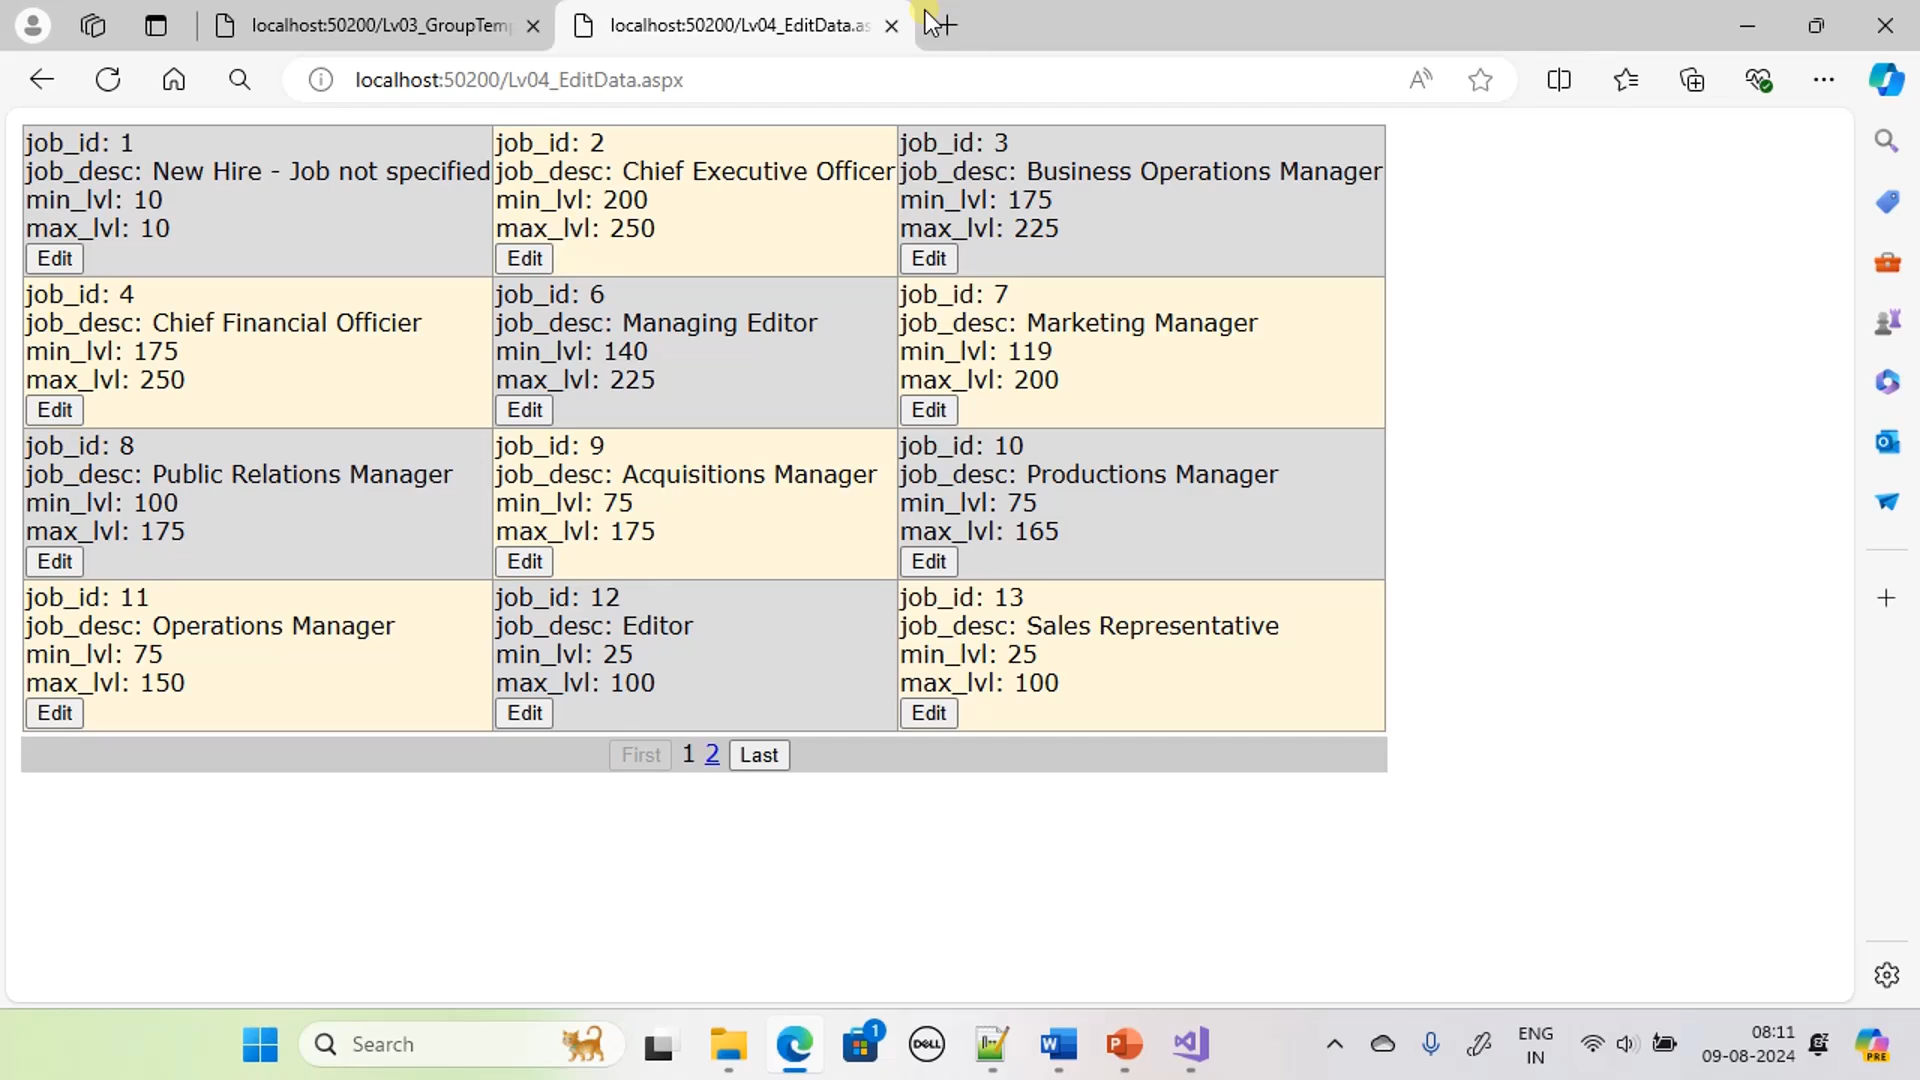 localhost:50200/Lv03_GroupTemp
localhost:50200/Lv04_EditData.as
localhost:50200/Lv04_EditData.aspx
job_id: 1
job_desc: New Hire - Job not specified
min_lvl: 10
max_lvl: 10
Edit
job_id: 2
job_desc: Chief Executive Officer
min_lvl: 200
max_lvl: 250
Edit
job_id: 3
job_desc: Business Operations Manager
min_lvl: 175
max_lvl: 225
Edit
job_id: 4
job_desc: Chief Financial Officier
min_lvl: 175
max_lvl: 250
Edit
job_id: 6
job_desc: Managing Editor
min_lvl: 140
max_lvl: 225
Edit
job_id: 7
job_desc: Marketing Manager
min_lvl: 119
max_lvl: 200
Edit
job_id: 8
job_desc: Public Relations Manager
min_lvl: 100
max_lvl: 175
Edit
job_id: 9
job_desc: Acquisitions Manager
min_lvl: 75
max_lvl: 175
Edit
job_id: 10
job_desc: Productions Manager
min_lvl: 75
max_lvl: 165
Edit
job_id: 11
job_desc: Operations Manager
min_lvl: 75
max_lvl: 150
Edit
job_id: 12
job_desc: Editor
min_lvl: 25
max_lvl: 100
Edit
job_id: 13
job_desc: Sales Representative
min_lvl: 25
max_lvl: 100
Edit
First 1 2 Last
Search
1
DELL
ENG
IN
08:11
09-08-2024
PRE